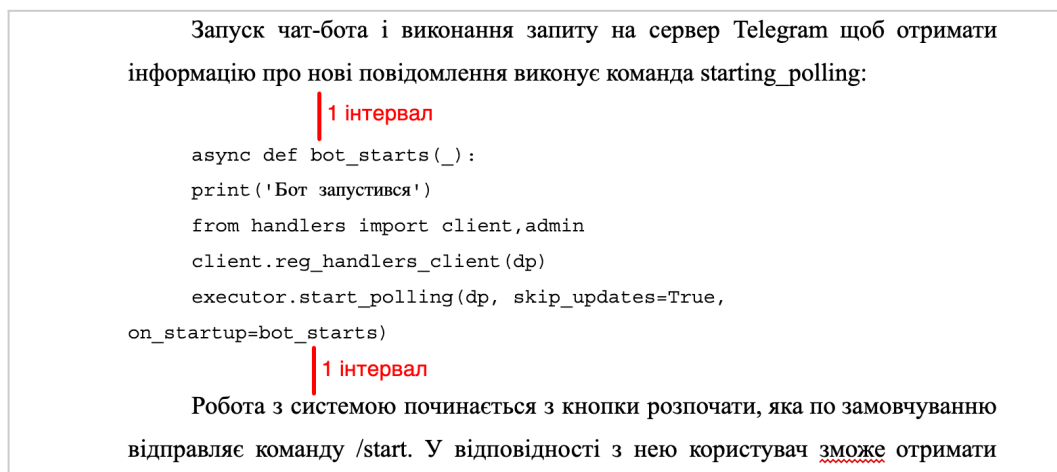 Запуск чат-бота і виконання запиту на сервер Telegram щоб отримати
інформацію про нові повідомлення виконує команда starting_polling:
1 інтервал
async def bot_starts(_):
print('Бот запустився')
from handlers import client,admin
client.reg_handlers_client(dp)
executor.start_polling(dp, skip_updates=True,
on_startup=bot_starts)
1 інтервал
Робота з системою починається з кнопки розпочати, яка по замовчуванню
відправляє команду /start. У відповідності з нею користувач зможе отримати